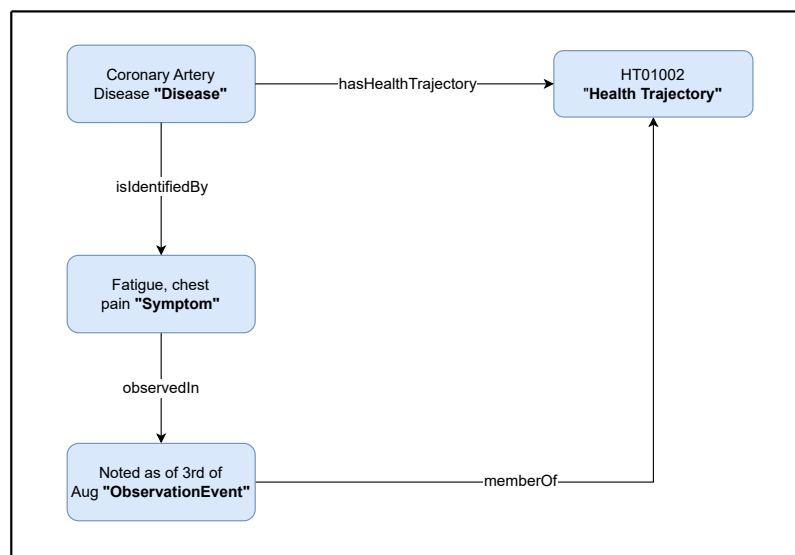 Coronary Artery
Disease "Disease"
hasHealthTrajectory
HT01002
"Health Trajectory"
isIdentifiedBy
Fatigue, chest
pain "Symptom"
observedIn
Noted as of 3rd of
Aug "ObservationEvent"
memberOf